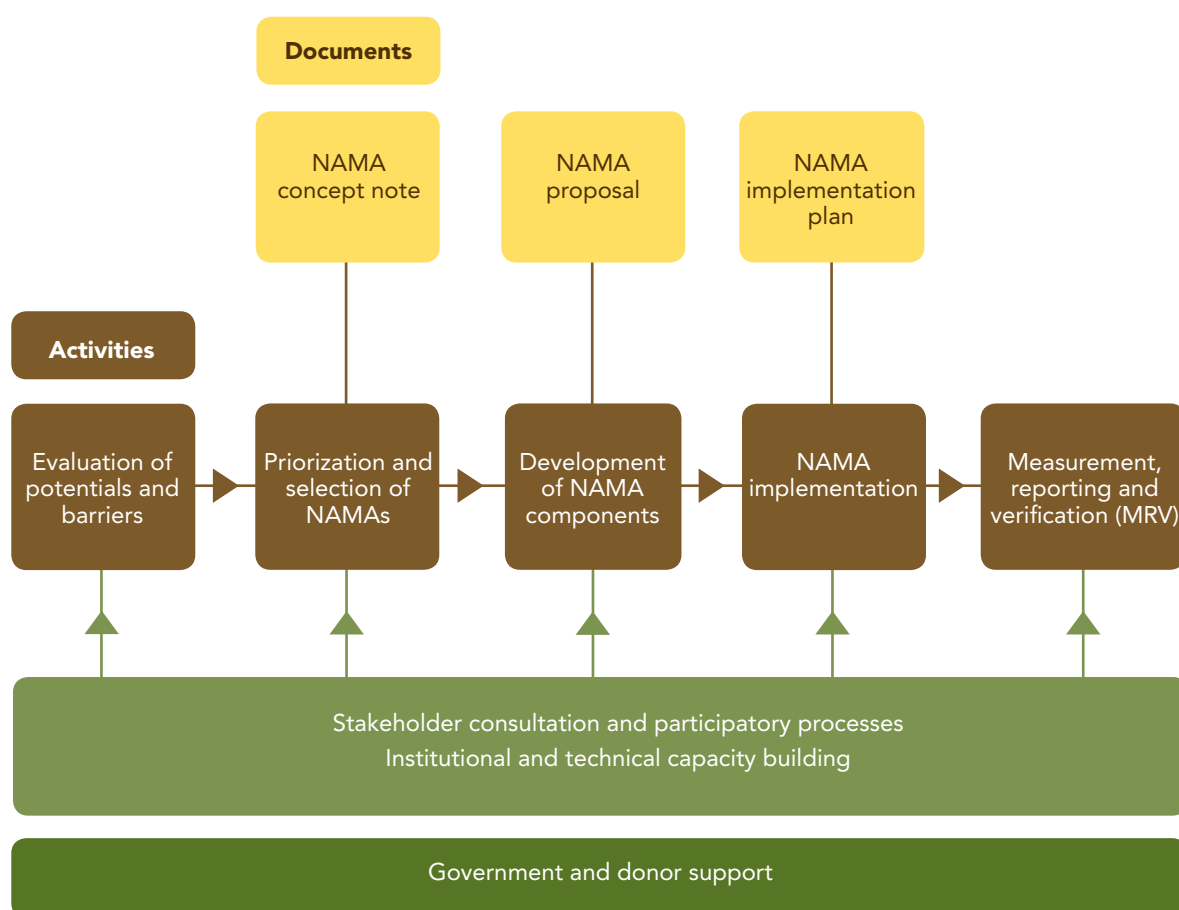 Documents
NAMA
concept note
NAMA
proposal
NAMA
implementation
plan
Activities
Evaluation of
potentials and
barriers
Priorization and
selection of
NAMAs
Development
of NAMA
components
NAMA
implementation
Measurement,
reporting and
verification (MRV)
Stakeholder consultation and participatory processes
Institutional and technical capacity building
Government and donor support